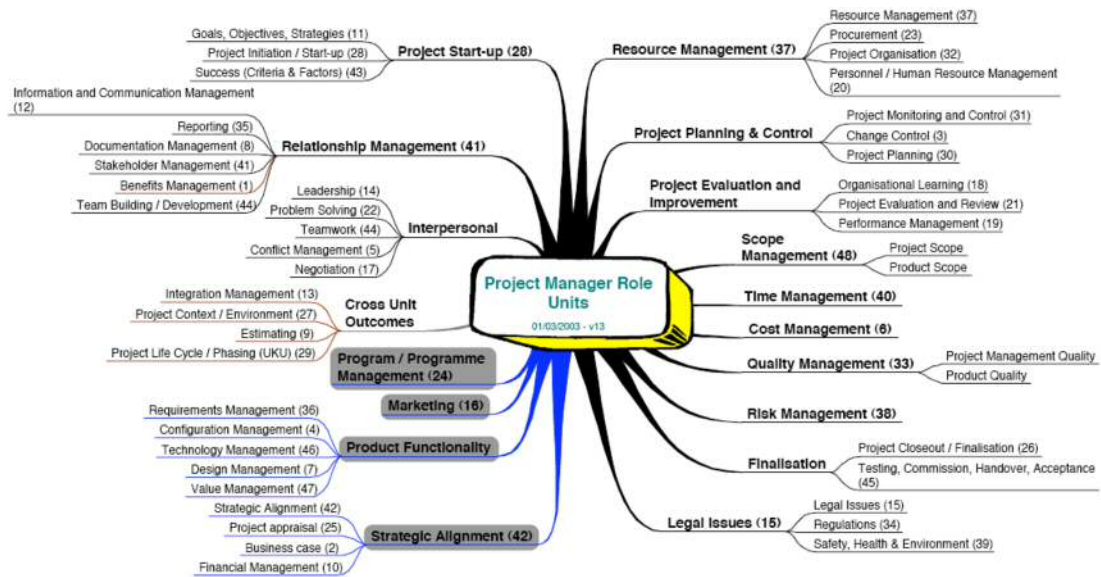 Project Manager Role
Units
01/03/2003 - v13
Project Start-up (28)
Goals, Objectives, Strategies (11)
Project Initiation / Start-up (28)
Success (Criteria & Factors) (43)
Relationship Management (41)
Information and Communication Management
(12)
Reporting (35)
Documentation Management (8)
Stakeholder Management (41)
Benefits Management (1)
Team Building / Development (44)
Interpersonal
Leadership (14)
Problem Solving (22)
Teamwork (44)
Conflict Management (5)
Negotiation (17)
Cross Unit
Outcomes
Integration Management (13)
Project Context / Environment (27)
Estimating (9)
Project Life Cycle / Phasing (UKU) (29)
Program / Programme
Management (24)
Marketing (16)
Product Functionality
Requirements Management (36)
Configuration Management (4)
Technology Management (46)
Design Management (7)
Value Management (47)
Strategic Alignment (42)
Strategic Alignment (42)
Project appraisal (25)
Business case (2)
Financial Management (10)
Resource Management (37)
Resource Management (37)
Procurement (23)
Project Organisation (32)
Personnel / Human Resource Management
(20)
Project Planning & Control
Project Monitoring and Control (31)
Change Control (3)
Project Planning (30)
Project Evaluation and
Improvement
Organisational Learning (18)
Project Evaluation and Review (21)
Performance Management (19)
Scope
Management (48)
Project Scope
Product Scope
Time Management (40)
Cost Management (6)
Quality Management (33)
Project Management Quality
Product Quality
Risk Management (38)
Finalisation
Project Closeout / Finalisation (26)
Testing, Commission, Handover, Acceptance
(45)
Legal Issues (15)
Legal Issues (15)
Regulations (34)
Safety, Health & Environment (39)